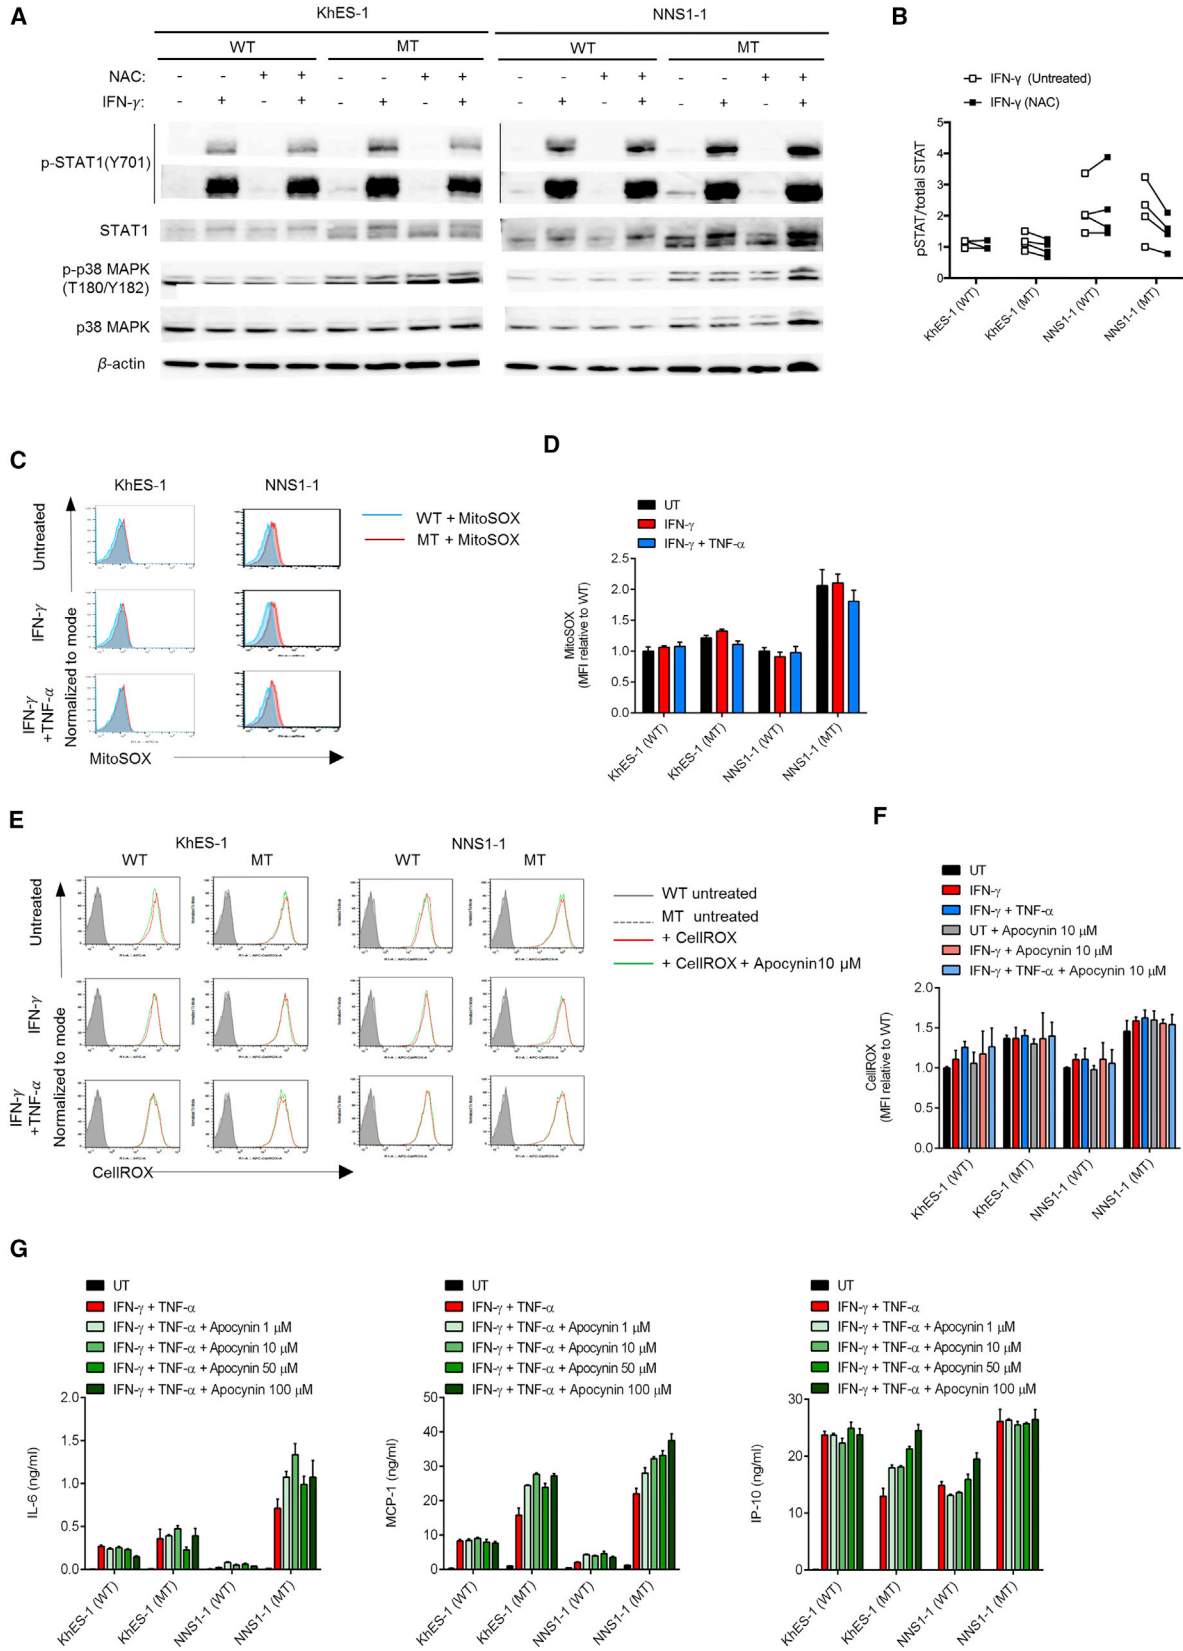 A
KhES-1
NNS1-1
WT
MT
WT
MT
NAC: - - + + - - + + - - + + - - + +
IFN-γ: - + - + - + - + - + - + - + - +
p-STAT1(Y701)
STAT1
p-p38 MAPK
(T180/Y182)
p38 MAPK
β-actin
B
IFN-γ (Untreated)
IFN-γ (NAC)
pSTAT/totlal STAT
5
4
3
2
1
0
KhES-1 (WT)
KhES-1 (MT)
NNS1-1 (WT)
NNS1-1 (MT)
C
KhES-1
NNS1-1
Untreated
IFN-γ
IFN-γ
+TNF-α
Normalized to mode
MitoSOX
WT + MitoSOX
MT + MitoSOX
D
UT
IFN-γ
IFN-γ + TNF-α
MitoSOX
(MFI relative to WT)
2.5
2.0
1.5
1.0
0.5
0.0
KhES-1 (WT)
KhES-1 (MT)
NNS1-1 (WT)
NNS1-1 (MT)
E
KhES-1
NNS1-1
WT
MT
WT
MT
Untreated
IFN-γ
IFN-γ
+TNF-α
Normalized to mode
CellROX
WT untreated
MT untreated
+ CellROX
+ CellROX + Apocynin10 μM
F
UT
IFN-γ
IFN-γ + TNF-α
UT + Apocynin 10 μM
IFN-γ + Apocynin 10 μM
IFN-γ + TNF-α + Apocynin 10 μM
CellROX
(MFI relative to WT)
2.0
1.5
1.0
0.5
0.0
KhES-1 (WT)
KhES-1 (MT)
NNS1-1 (WT)
NNS1-1 (MT)
G
UT
IFN-γ + TNF-α
IFN-γ + TNF-α + Apocynin 1 μM
IFN-γ + TNF-α + Apocynin 10 μM
IFN-γ + TNF-α + Apocynin 50 μM
IFN-γ + TNF-α + Apocynin 100 μM
IL-6 (ng/ml)
2.0
1.5
1.0
0.5
0.0
KhES-1 (WT)
KhES-1 (MT)
NNS1-1 (WT)
NNS1-1 (MT)
UT
IFN-γ + TNF-α
IFN-γ + TNF-α + Apocynin 1 μM
IFN-γ + TNF-α + Apocynin 10 μM
IFN-γ + TNF-α + Apocynin 50 μM
IFN-γ + TNF-α + Apocynin 100 μM
MCP-1 (ng/ml)
50
40
30
20
10
0
KhES-1 (WT)
KhES-1 (MT)
NNS1-1 (WT)
NNS1-1 (MT)
UT
IFN-γ + TNF-α
IFN-γ + TNF-α + Apocynin 1 μM
IFN-γ + TNF-α + Apocynin 10 μM
IFN-γ + TNF-α + Apocynin 50 μM
IFN-γ + TNF-α + Apocynin 100 μM
IP-10 (ng/ml)
30
20
10
0
KhES-1 (WT)
KhES-1 (MT)
NNS1-1 (WT)
NNS1-1 (MT)